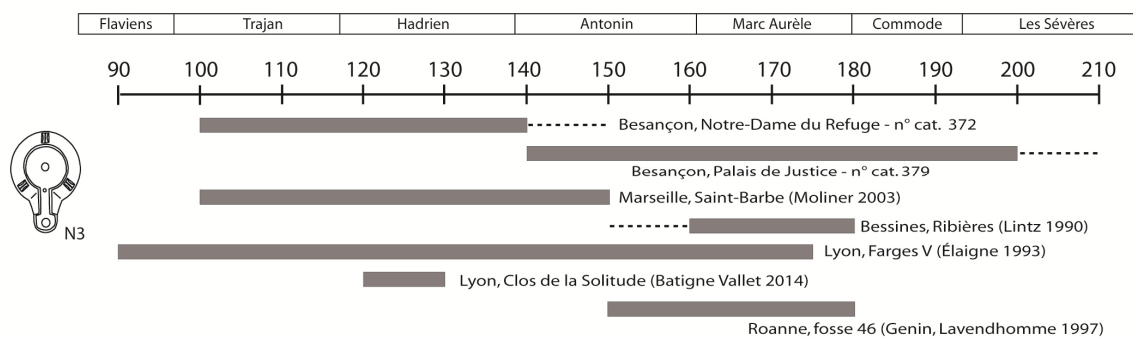 Flaviens Trajan Hadrien Antonin Marc Aurèle Commode Les Sévères
90 100 110 120 130 140 150 160 170 180 190 200 210
Besançon, Notre-Dame du Refuge - n° cat. 372
Besançon, Palais de Justice - n° cat. 379
Marseille, Saint-Barbe (Moliner 2003)
N3
Bessines, Ribières (Lintz 1990)
Lyon, Farges V (Élaigne 1993)
Lyon, Clos de la Solitude (Batigne Vallet 2014)
Roanne, fosse 46 (Genin, Lavendhomme 1997)